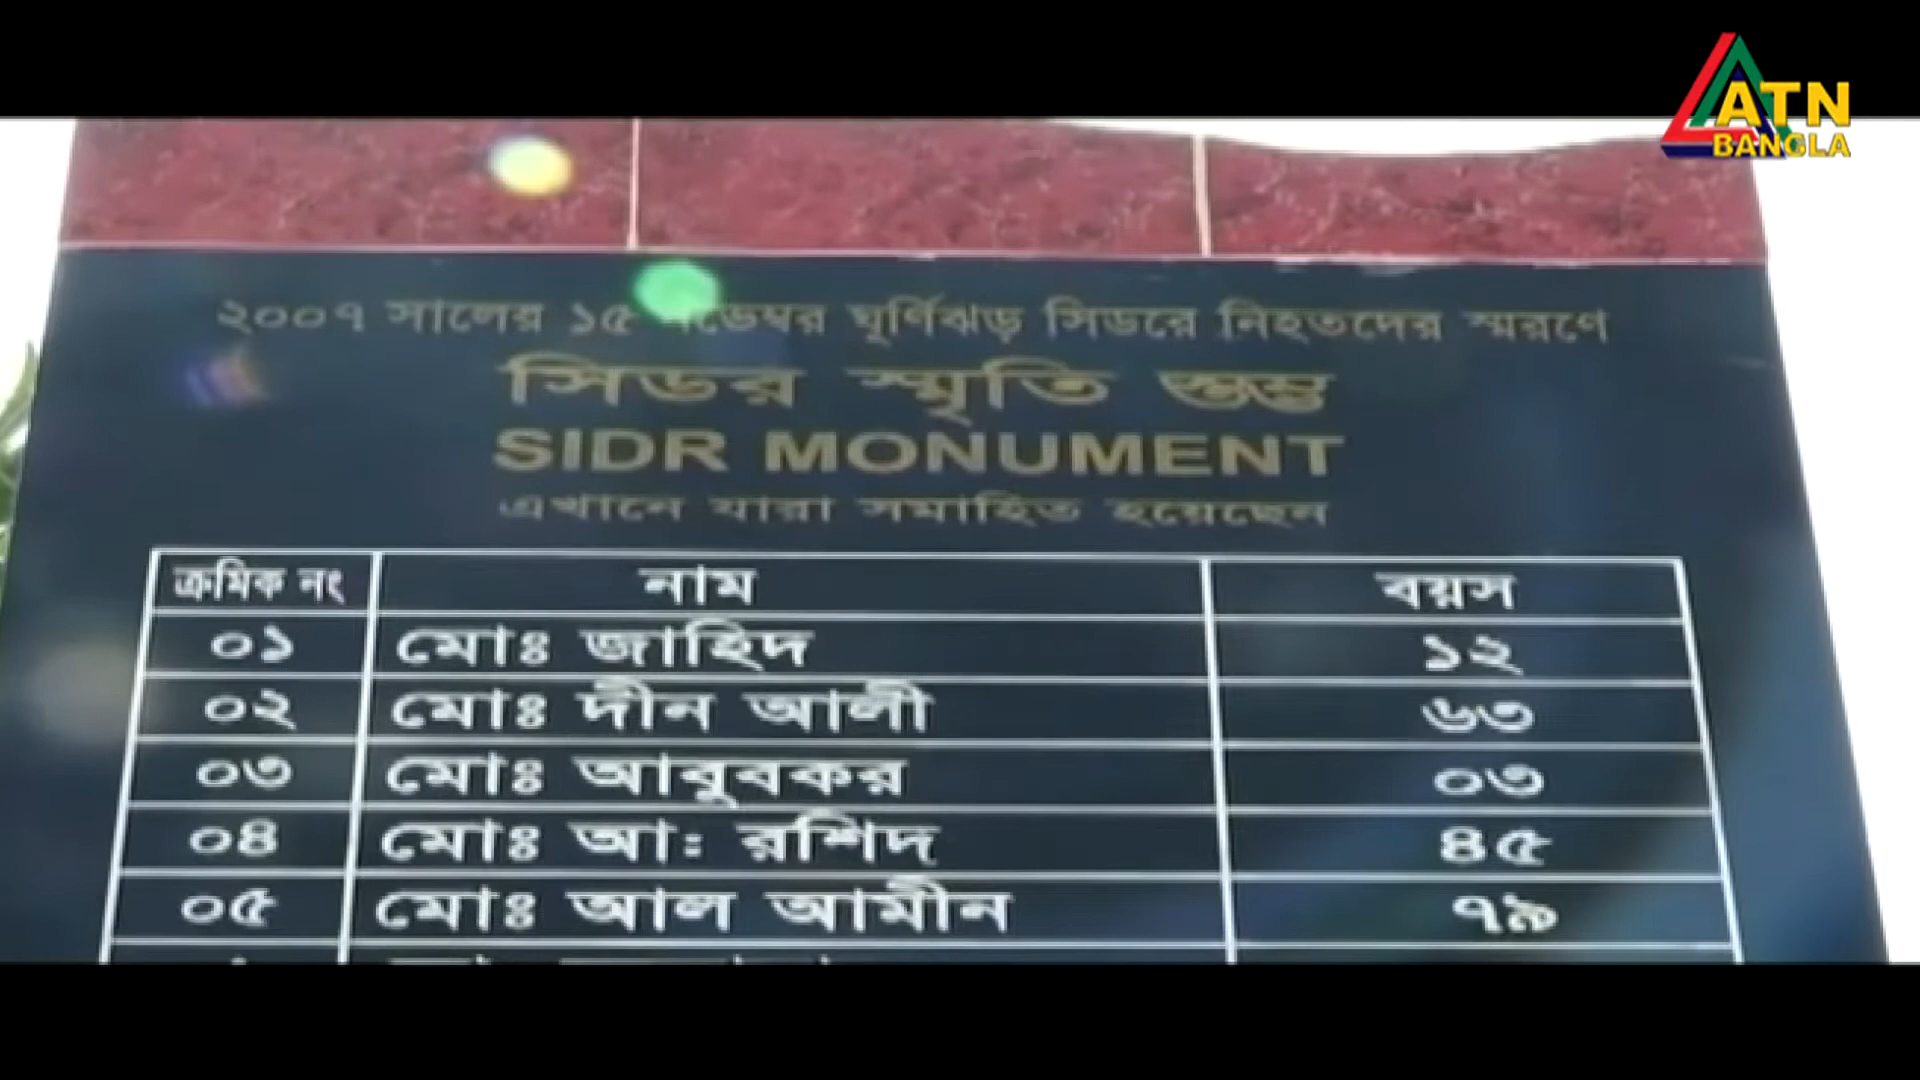 ATN
BANGLA
২০০৭ সালের ১৫ নভেম্বর ঘূর্ণিঝড় সিডরে নিহতদের স্মরণে
সিডর স্মৃতি স্তম্ভ
SIDR MONUMENT
এখানে যারা সমাহিত হয়েছেন
ক্রমিক নং নাম বয়স
০১ মোঃ জাহিদ ১২
০২ মোঃ দীন আলী ৬৩
০৩ মোঃ আবুবকর ০৩
০৪ মোঃ আঃ রশিদ ৪৫
০৫ মোঃ আল আমীন ৭৯